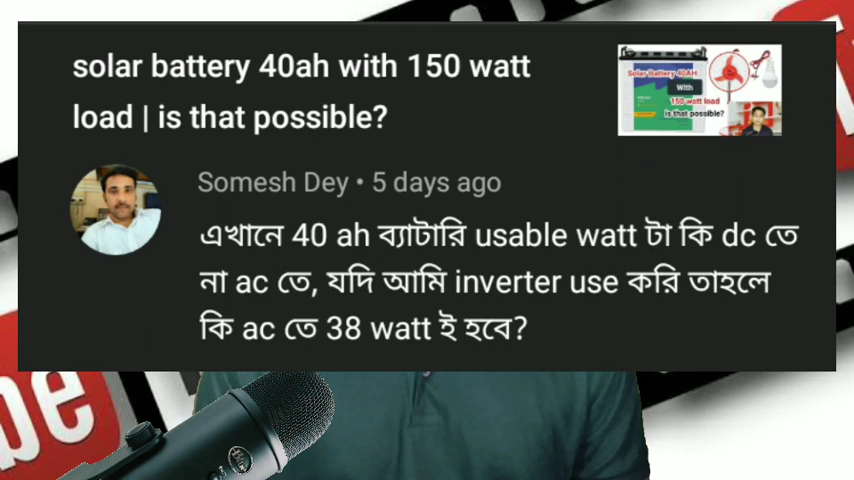 solar battery 40ah with 150 watt
load | is that possible?
Solar Battery 40AH
With
150 watt load
is that possible?
Somesh Dey • 5 days ago
এখানে 40 ah ব্যাটারি usable watt টা কি dc তে
না ac তে, যদি আমি inverter use করি তাহলে
কি ac তে 38 watt ই হবে?
be